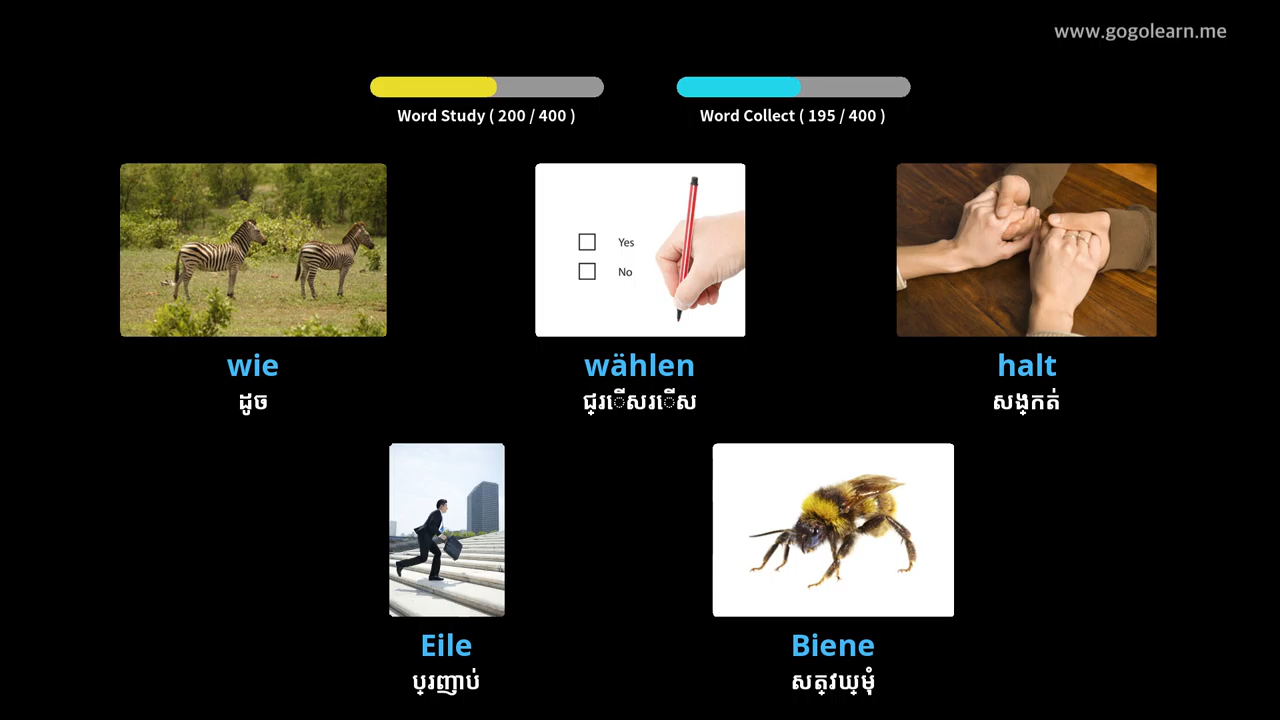 www.gogolearn.me
Word Study ( 200 / 400 )
Word Collect ( 195 / 400 )
Yes
No
wie
wählen
halt
ដូច
ជ្រើសរើស
សង្កត់
Eile
Biene
ប្រញាប់
សត្វឃ្មុំ